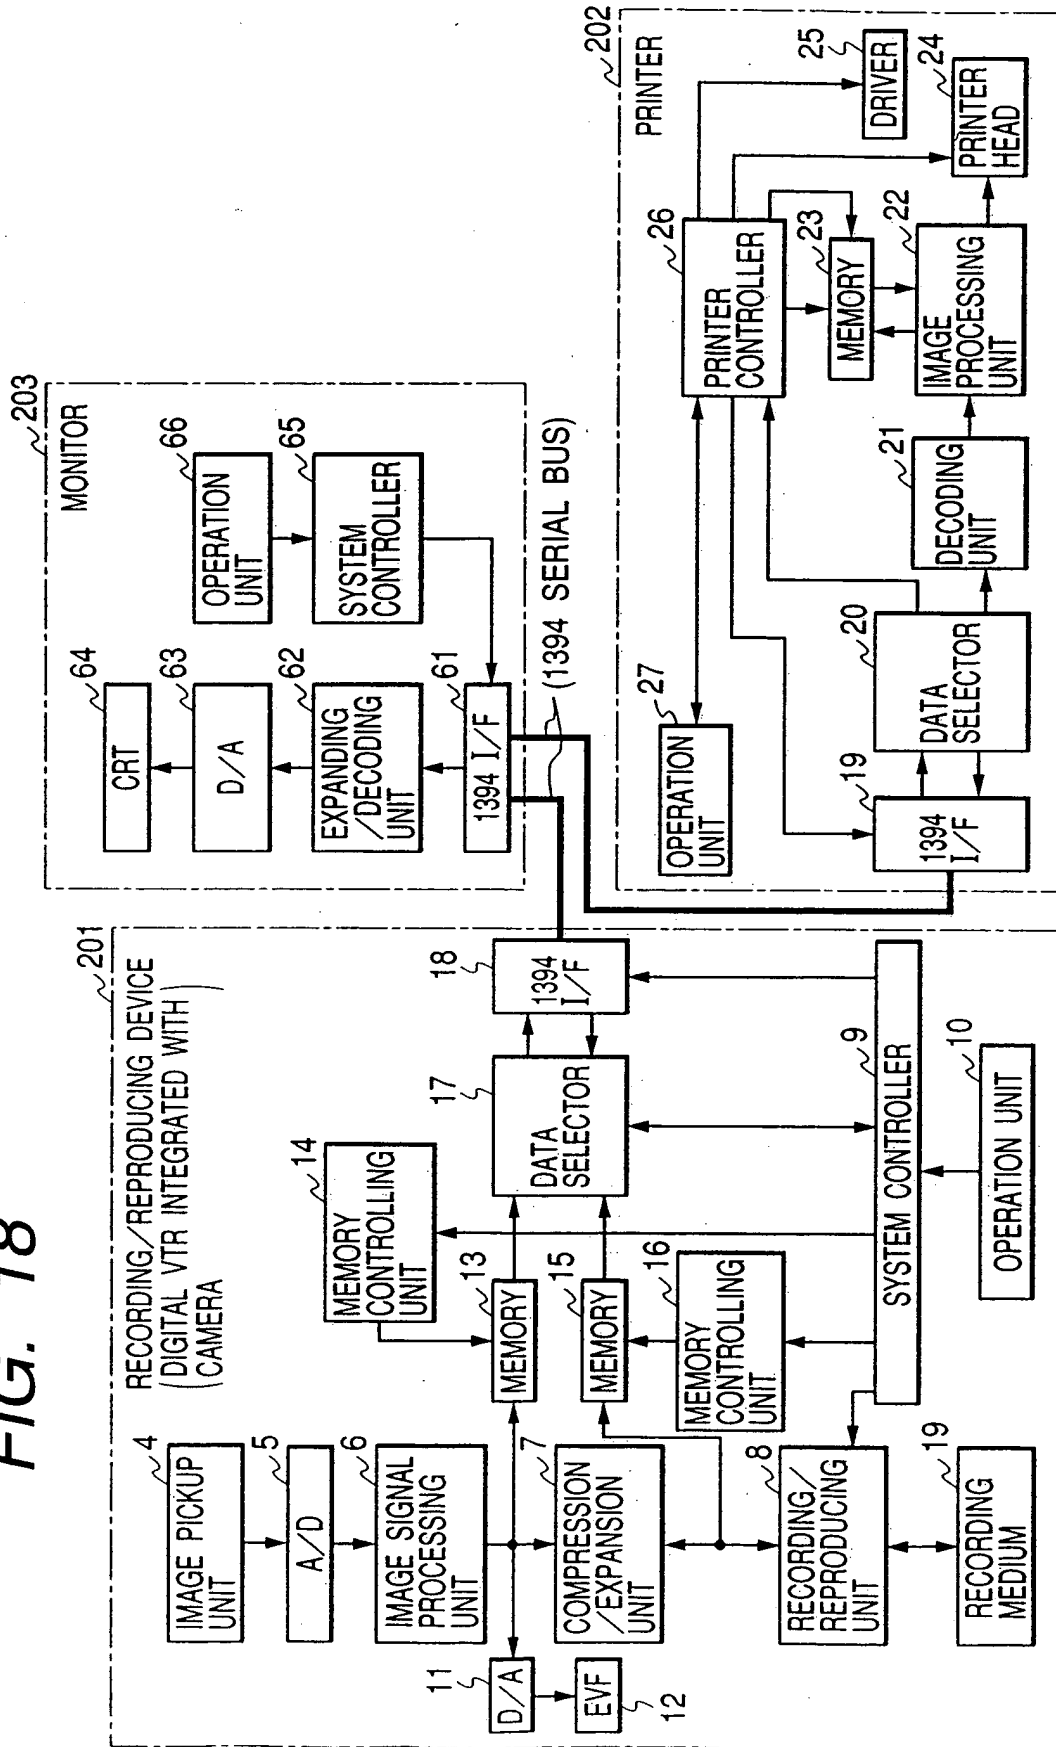 FIG. 18
201
RECORDING/REPRODUCING DEVICE
(DIGITAL VTR INTEGRATED WITH
CAMERA)
4
IMAGE PICKUP
UNIT
5
A/D
6
IMAGE SIGNAL
PROCESSING
UNIT
7
COMPRESSION
/EXPANSION
UNIT
8
RECORDING/
REPRODUCING
UNIT
19
RECORDING
MEDIUM
11
D/A
EVF
12
14
MEMORY
CONTROLLING
UNIT
13
MEMORY
15
MEMORY
16
MEMORY
CONTROLLING
UNIT
17
DATA
SELECTOR
18
1394
I/F
9
SYSTEM CONTROLLER
10
OPERATION UNIT
203
MONITOR
64
CRT
63
D/A
62
EXPANDING
/DECODING
UNIT
61
1394 I/F
66
OPERATION
UNIT
65
SYSTEM
CONTROLLER
(1394 SERIAL BUS)
202
PRINTER
27
OPERATION
UNIT
26
PRINTER
CONTROLLER
25
DRIVER
24
PRINTER
HEAD
23
MEMORY
22
IMAGE
PROCESSING
UNIT
21
DECODING
UNIT
20
DATA
SELECTOR
19
1394
I/F